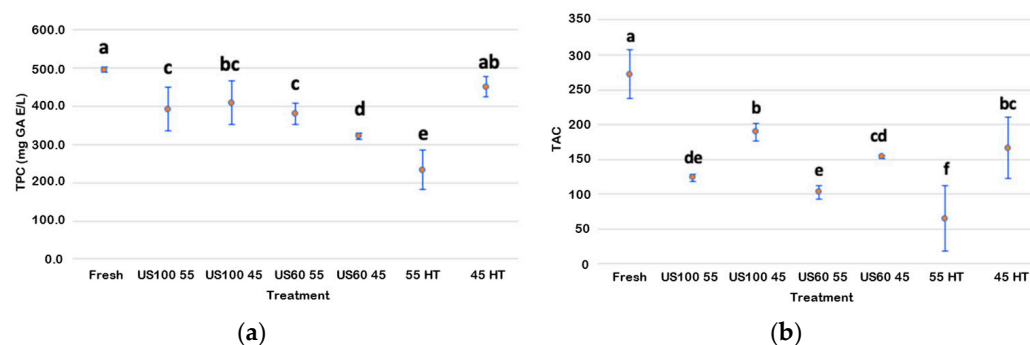 600.0
500.0
400.0
300.0
200.0
100.0
0.0
TPC (mg GA E/L)
a
c
bc
c
d
e
ab
Fresh US100 55 US100 45 US60 55 US60 45 55 HT 45 HT
Treatment
(a)
350
300
250
200
150
100
50
0
TAC
a
de
b
e
cd
f
bc
Fresh US100 55 US100 45 US60 55 US60 45 55 HT 45 HT
Treatment
(b)